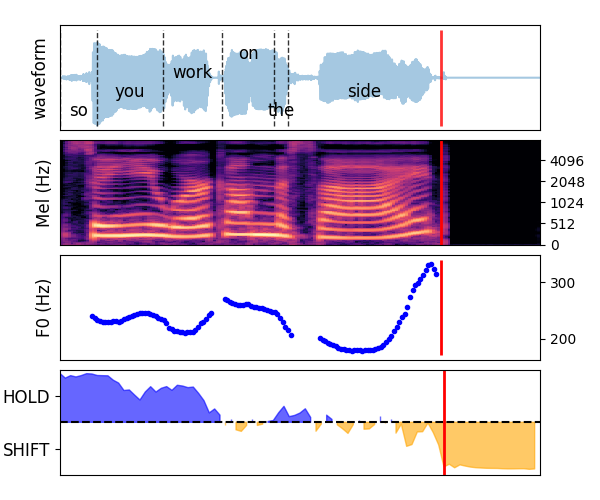 waveform
so
you
work
on
the
side
Mel (Hz)
4096
2048
1024
512
0
F0 (Hz)
300
200
HOLD
SHIFT